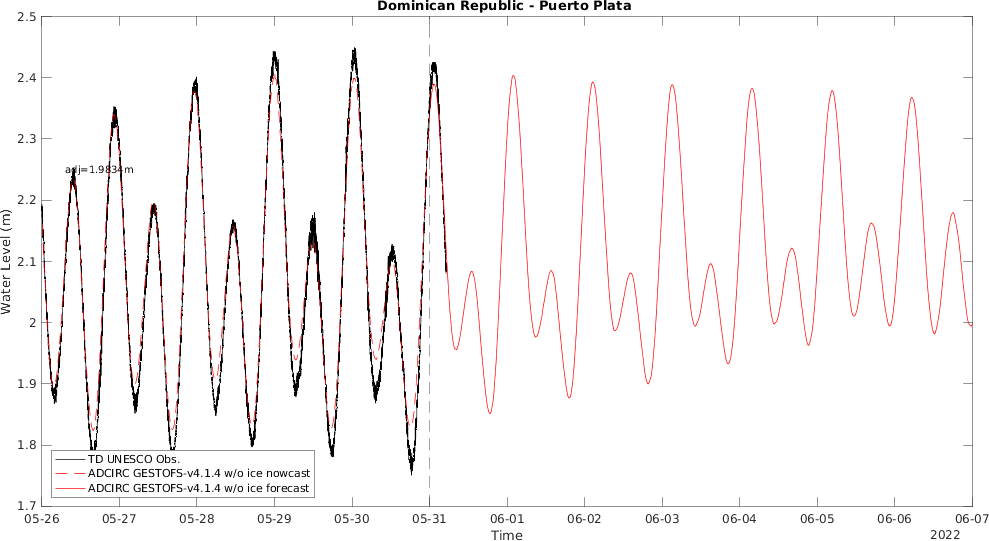 Dominican Republic - Puerto Plata
2.5
2.4
2.3
2.2
2.1
2
1.9
1.8
1.7
Water Level (m)
adj=1.9834m
TD UNESCO Obs.
ADCIRC GESTOFS-v4.1.4 w/o ice nowcast
ADCIRC GESTOFS-v4.1.4 w/o ice forecast
05-26 05-27 05-28 05-29 05-30 05-31 06-01 06-02 06-03 06-04 06-05 06-06 06-07
Time
2022